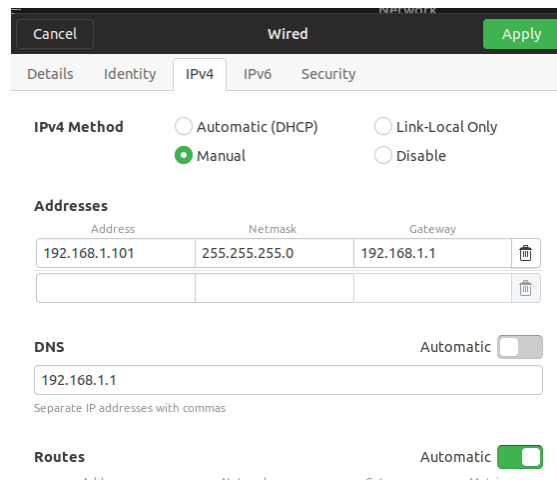 Network
Cancel Wired Apply
Details Identity IPv4 IPv6 Security
IPv4 Method Automatic (DHCP) Link-Local Only
Manual Disable
Addresses
Address Netmask Gateway
192.168.1.101 255.255.255.0 192.168.1.1
DNS Automatic
192.168.1.1
Separate IP addresses with commas
Routes Automatic